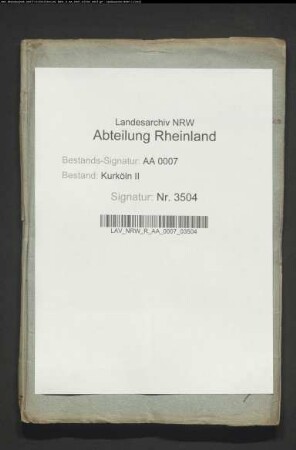 Landesarchiv NRW
Abteilung Rheinland
Bestands-Signatur: AA 0007
Bestand: Kurköln II
Signatur: Nr. 3504
LAV_NRW_R_AA_0007_03504